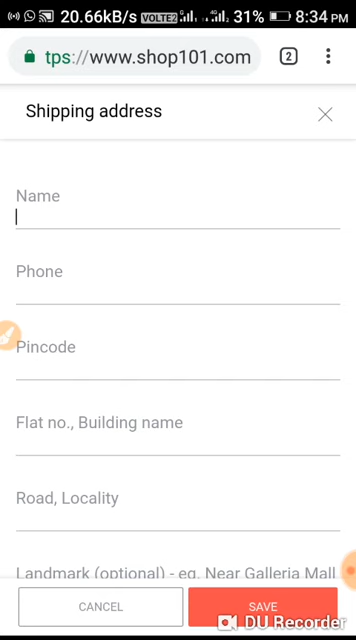 20.66kB/s VOLTE2 4G 31% 8:34 PM
tps://www.shop101.com 2
Shipping address
Name
Phone
Pincode
Flat no., Building name
Road, Locality
Landmark (optional) - eg. Near Galleria Mall
CANCEL SAVE
DU Recorder